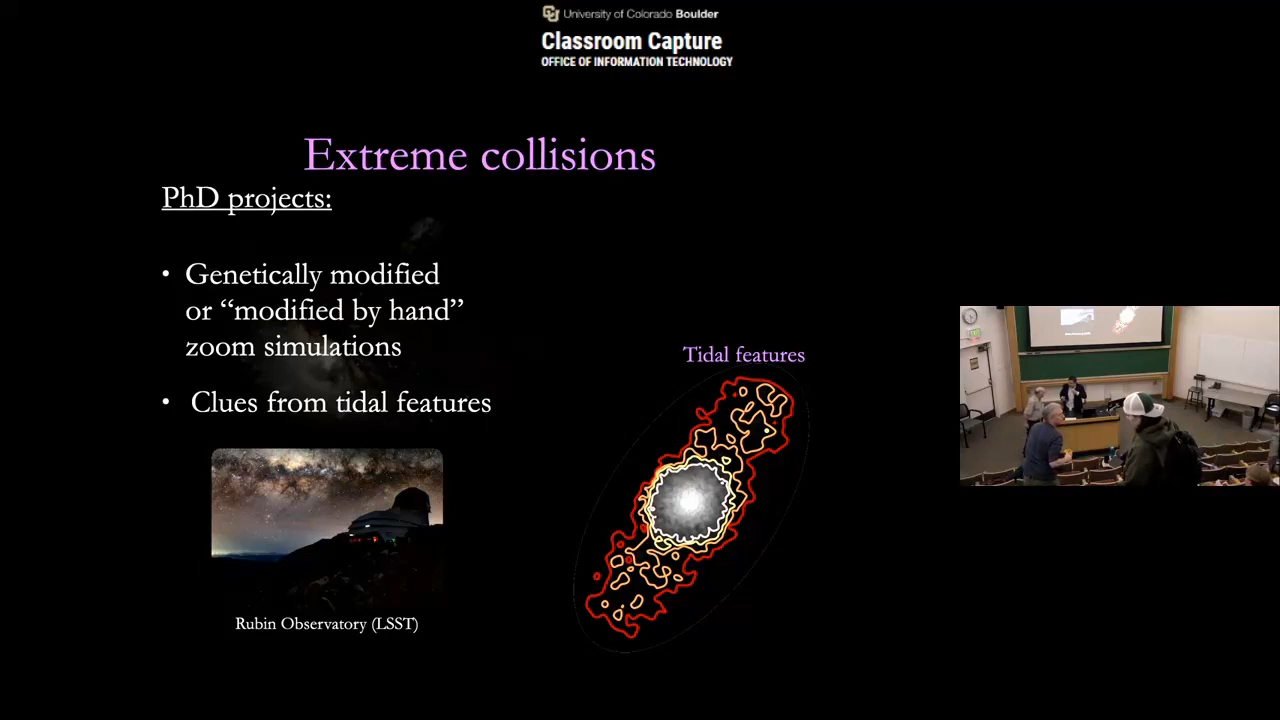 University of Colorado Boulder
Classroom Capture
OFFICE OF INFORMATION TECHNOLOGY
Extreme collisions
PhD projects:
• Genetically modified
or “modified by hand”
zoom simulations
• Clues from tidal features
Tidal features
Rubin Observatory (LSST)